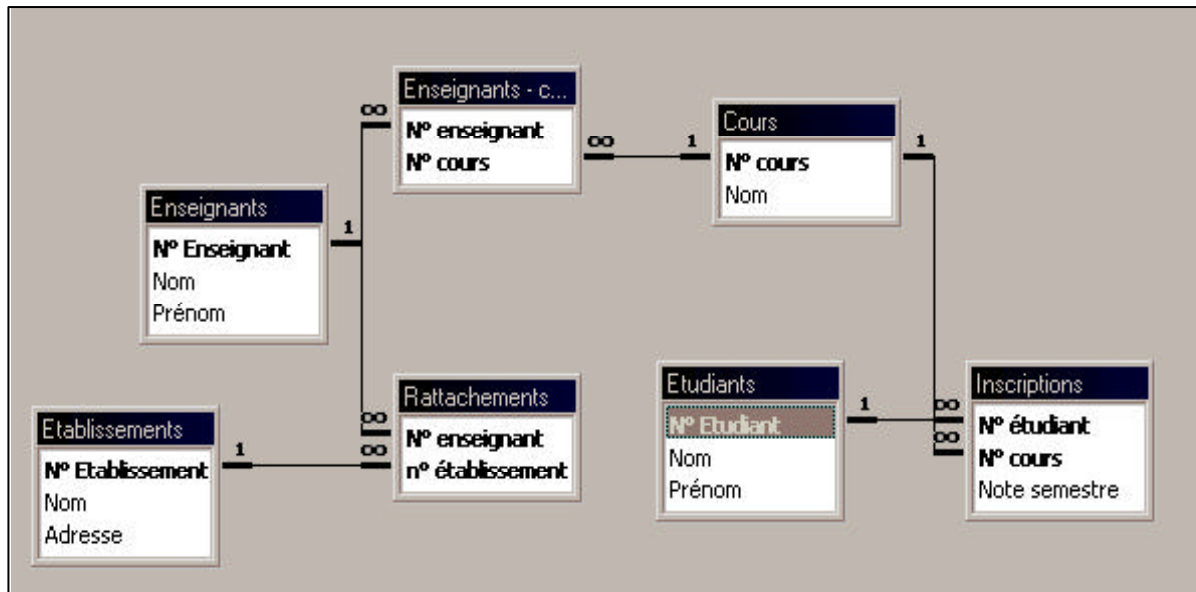 Enseignants - c...
Nº enseignant
Nº cours
Cours
Nº cours
Nom
Enseignants
Nº Enseignant
Nom
Prénom
Etablissements
Nº Etablissement
Nom
Adresse
Rattachements
Nº enseignant
nº établissement
Etudiants
Nº Etudiant
Nom
Prénom
Inscriptions
Nº étudiant
Nº cours
Note semestre
∞
∞
1
1
1
∞
1
∞
1
∞
∞